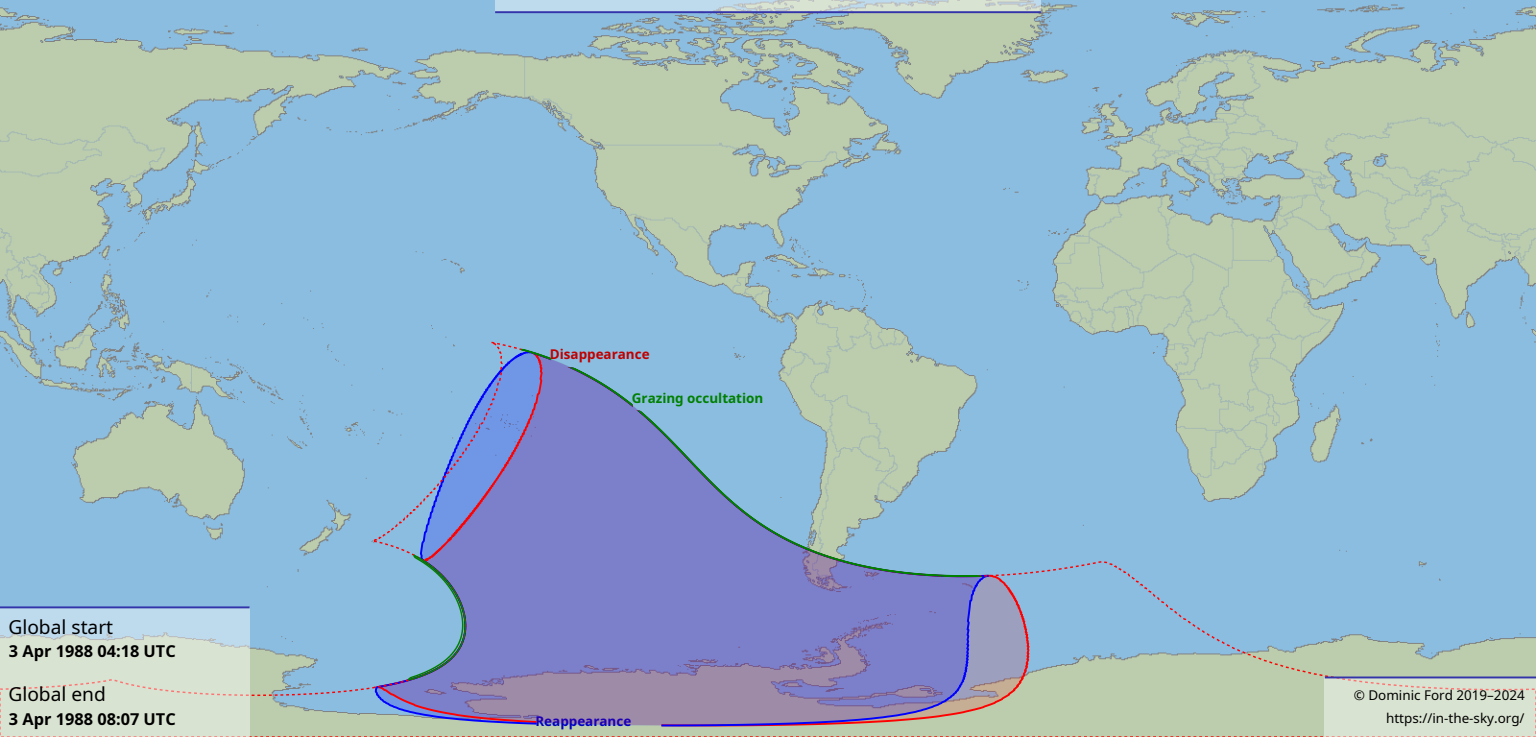 Disappearance
Grazing occultation
Global start
3 Apr 1988 04:18 UTC
Global end
3 Apr 1988 08:07 UTC
Reappearance
© Dominic Ford 2019–2024
https://in-the-sky.org/